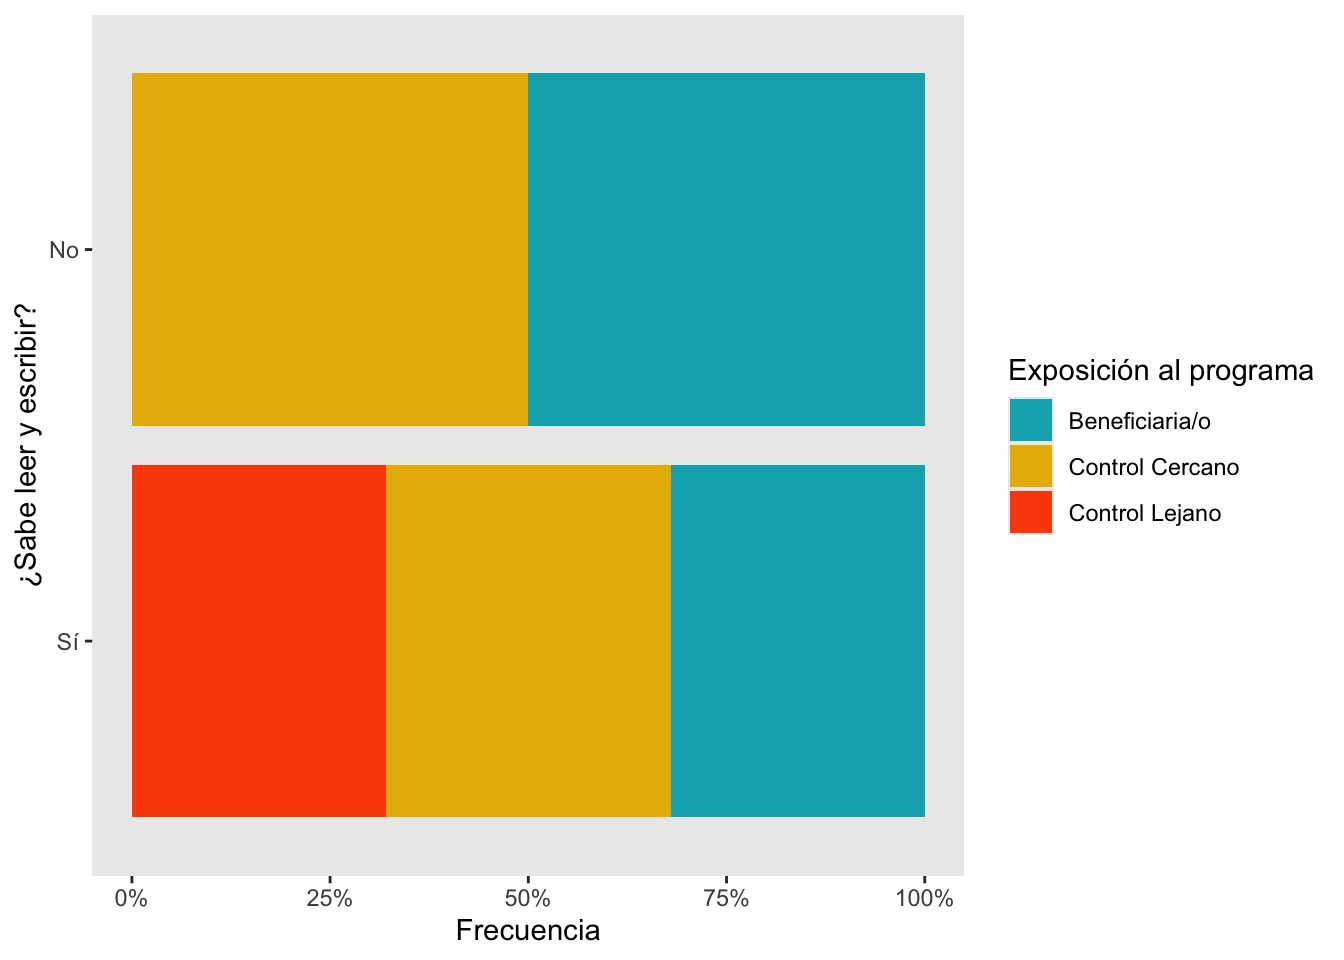 ¿Sabe leer y escribir?
No
Sí
0%
25%
50%
75%
100%
Frecuencia
Exposición al programa
Beneficiaria/o
Control Cercano
Control Lejano